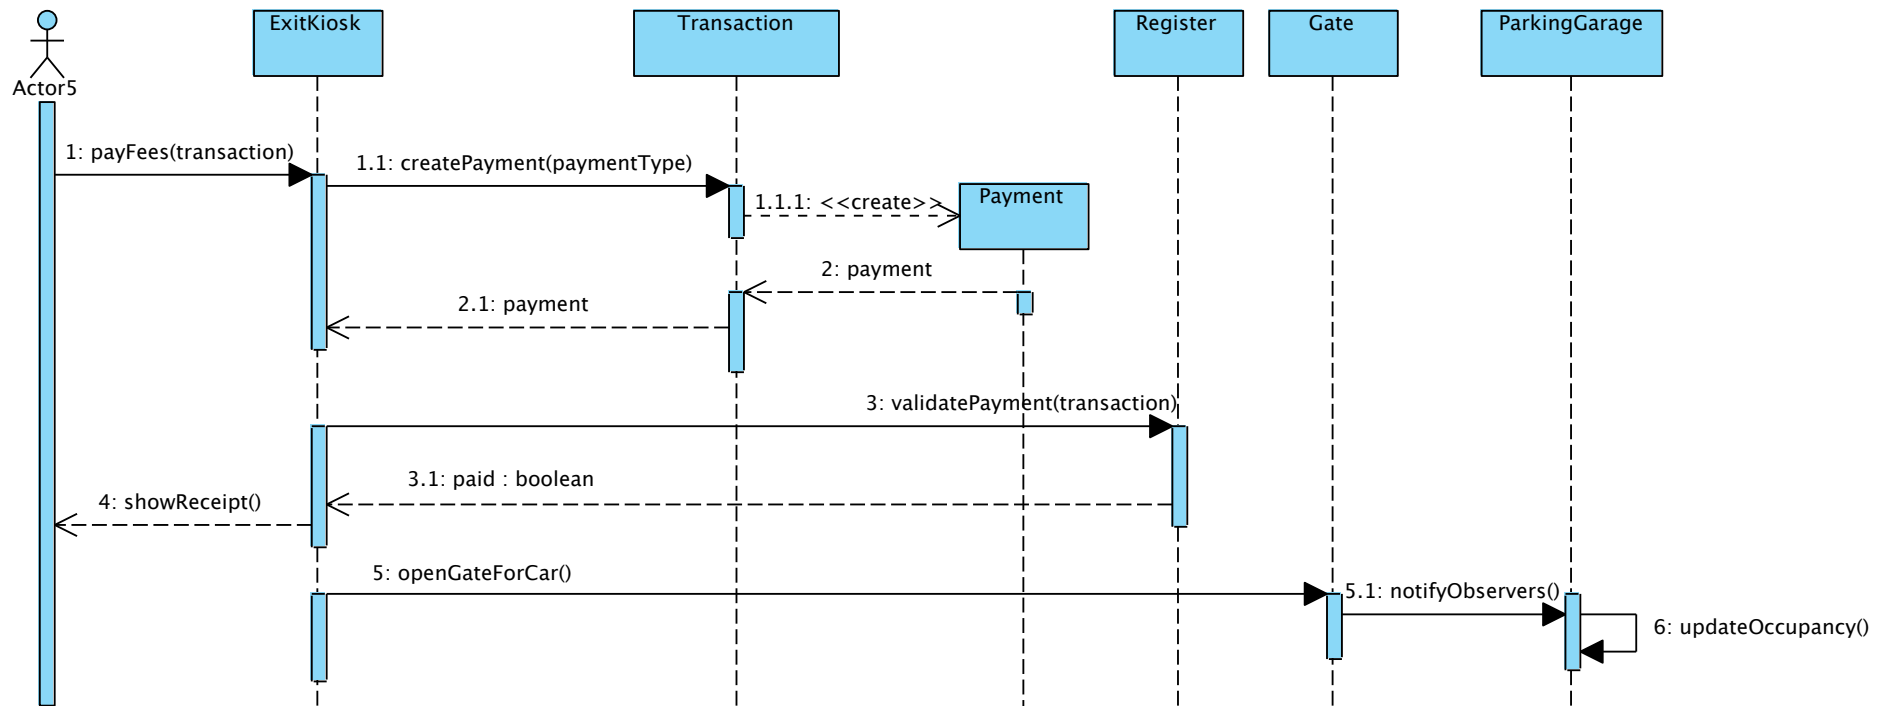 ExitKiosk
Transaction
Register
Gate
ParkingGarage
Actor5
1: payFees(transaction)
1.1: createPayment(paymentType)
1.1.1: <<create>>
Payment
2: payment
2.1: payment
3: validatePayment(transaction)
3.1: paid : boolean
4: showReceipt()
5: openGateForCar()
5.1: notifyObservers()
6: updateOccupancy()